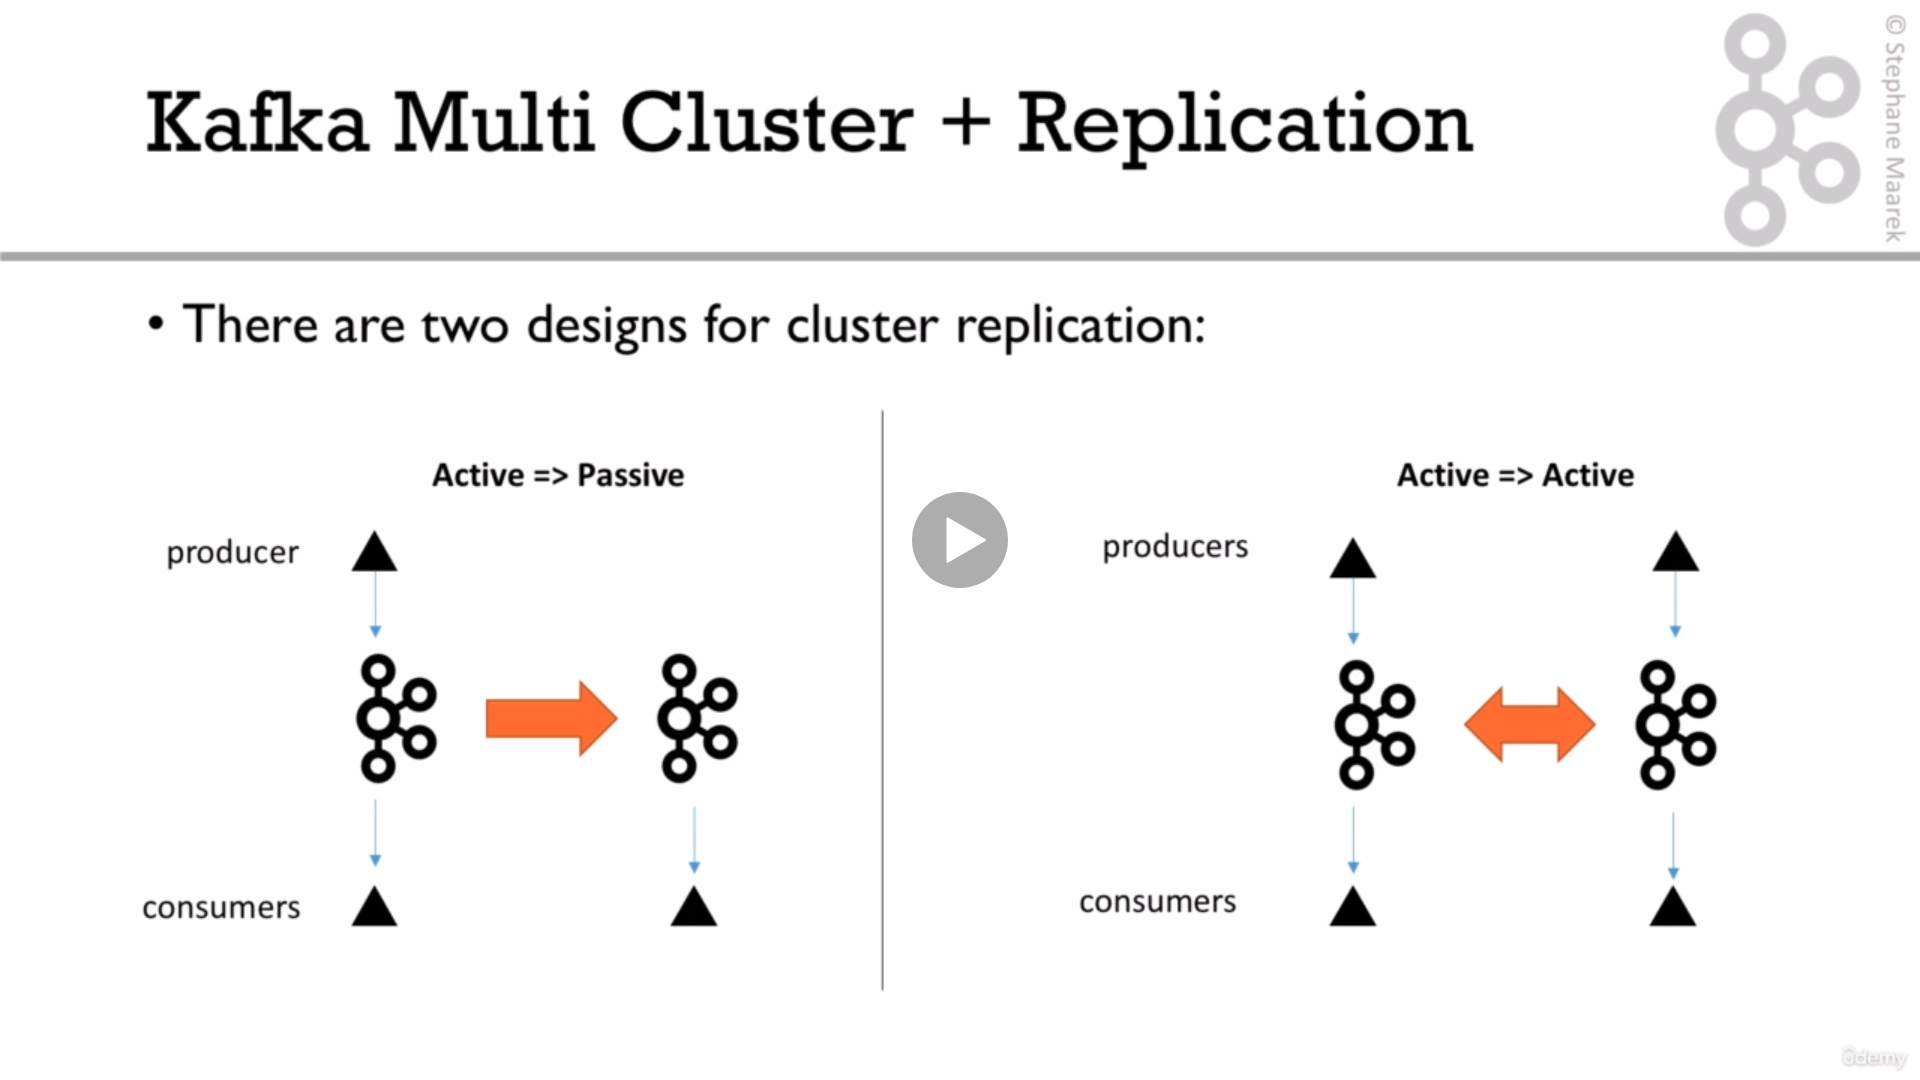 Kafka Multi Cluster + Replication
© Stephane Maarek
• There are two designs for cluster replication:
Active => Passive
producer
consumers
Active => Active
producers
consumers
ûdemy